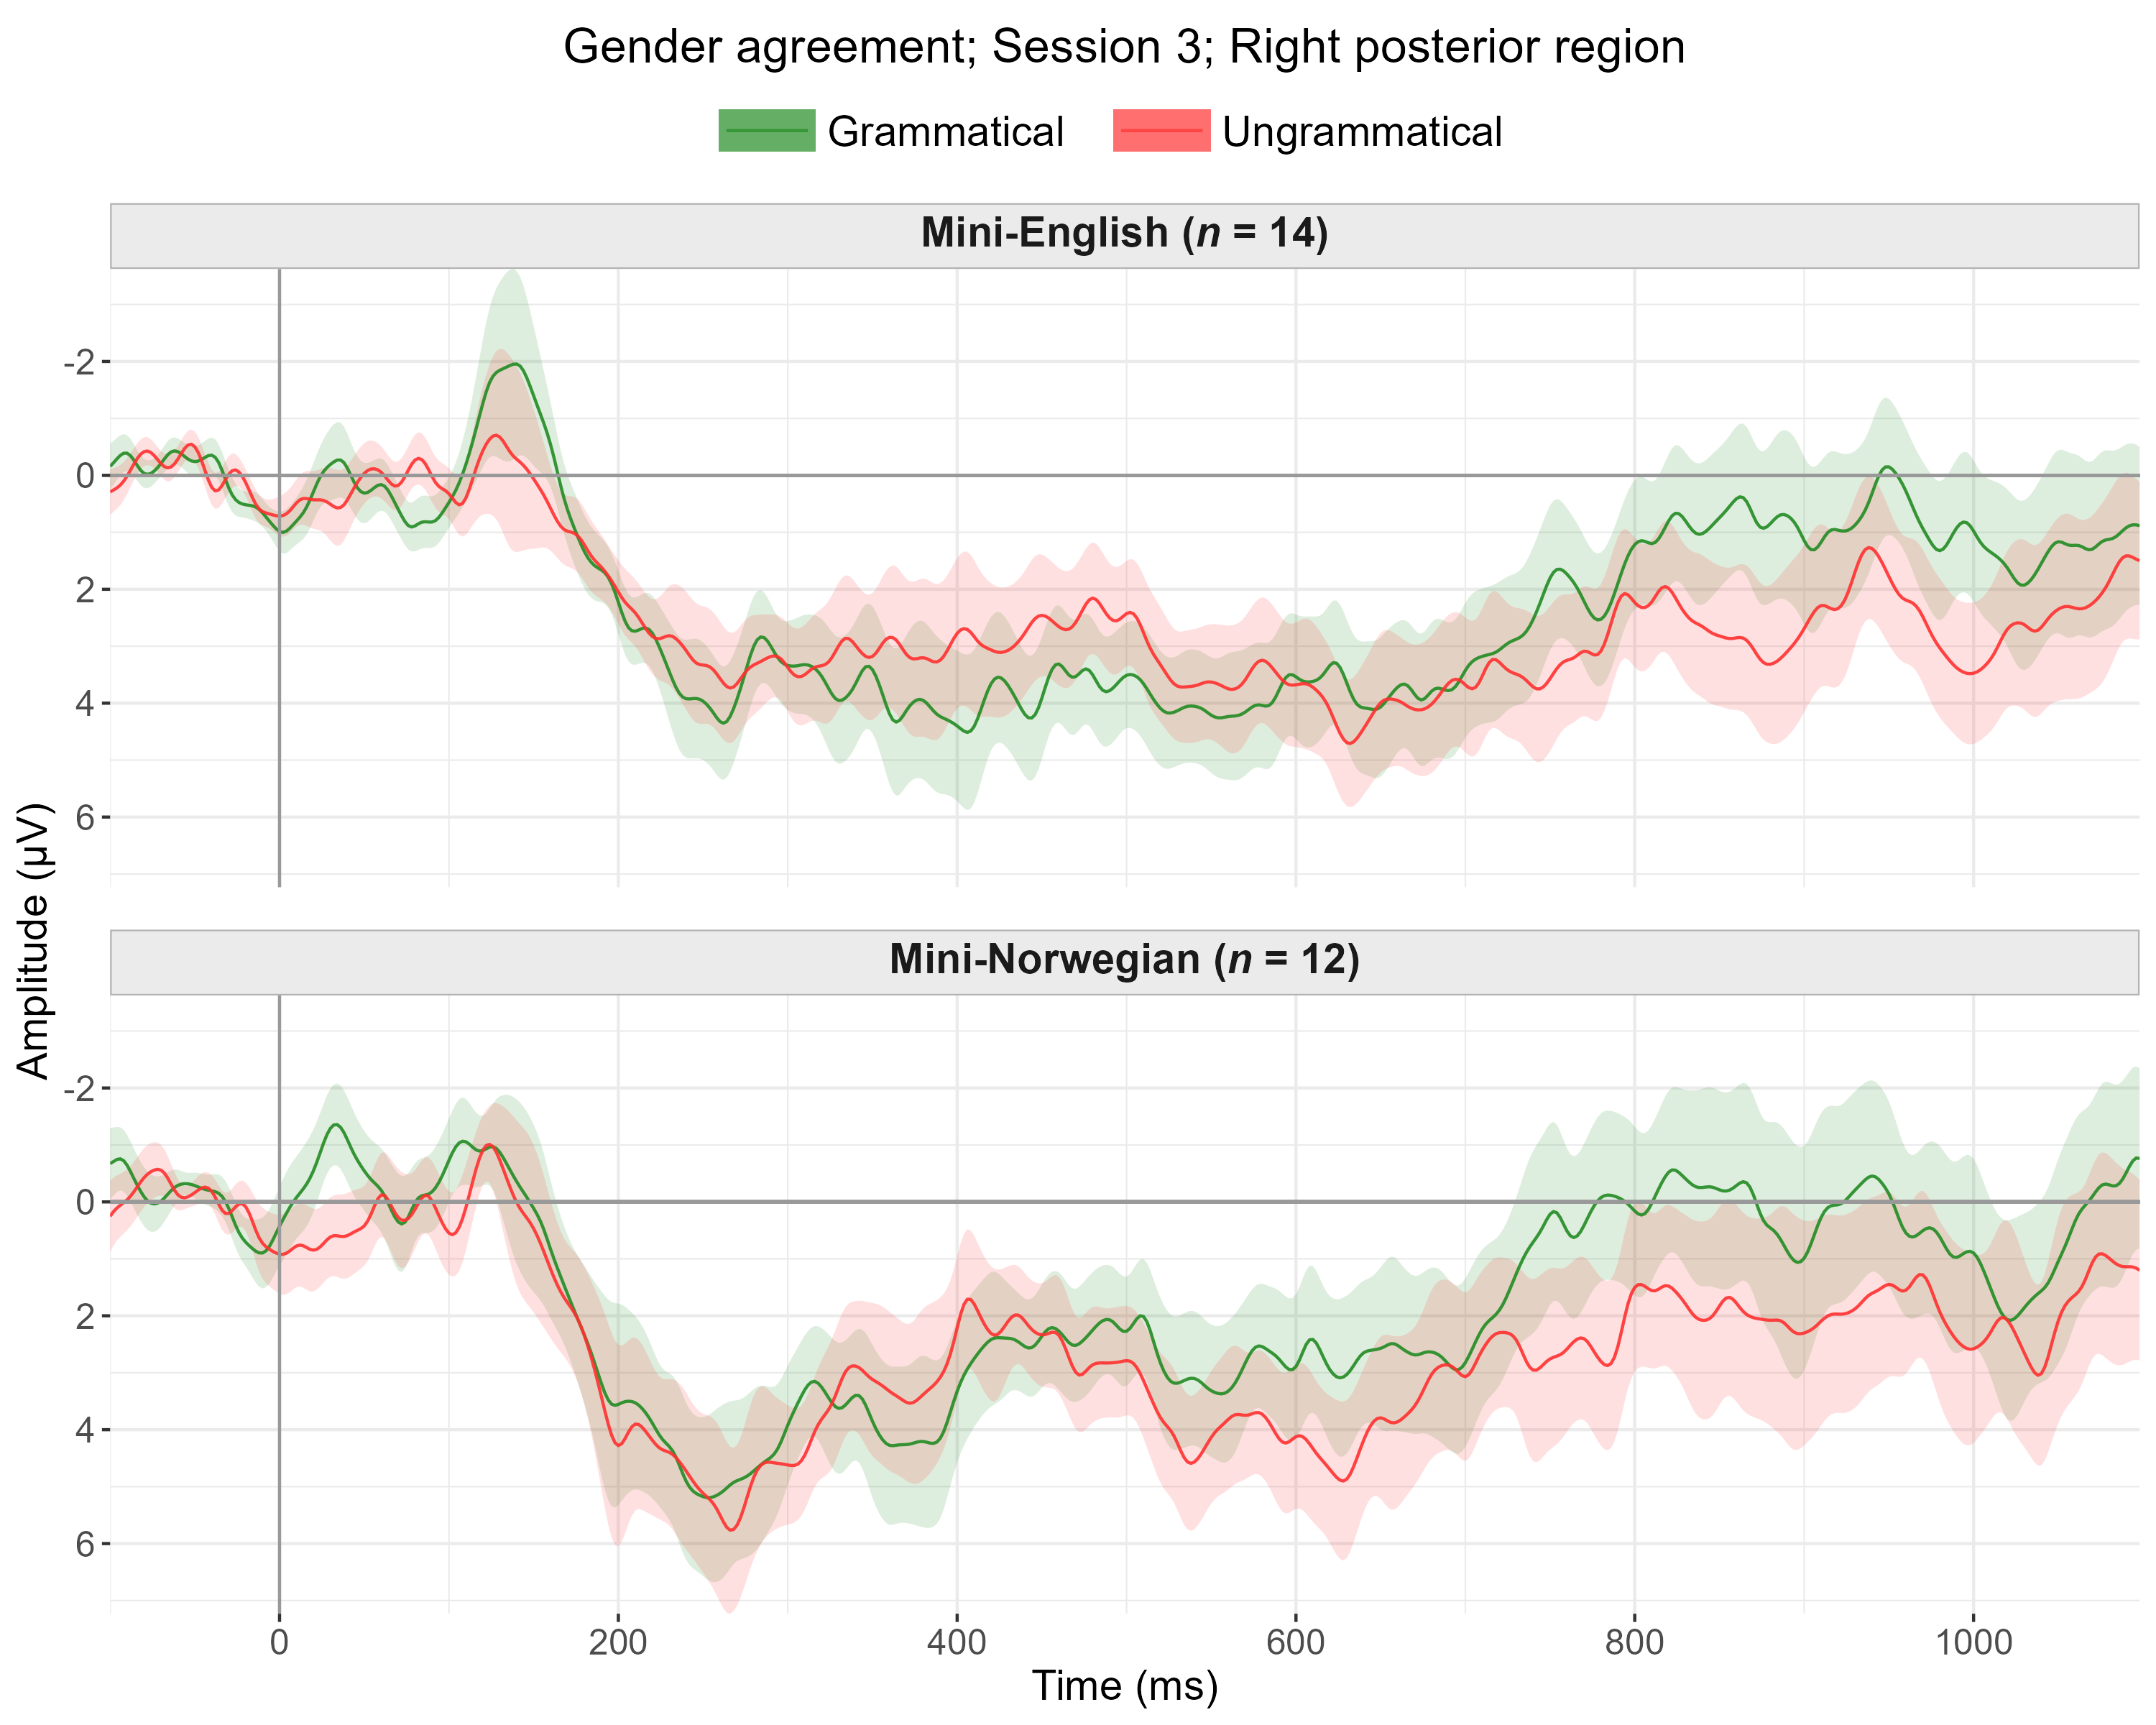 Gender agreement; Session 3; Right posterior region
Grammatical Ungrammatical
Mini-English (n = 14)
-2
0
2
4
6
Mini-Norwegian (n = 12)
-2
0
2
4
6
0 200 400 600 800 1000
Time (ms)
Amplitude (µV)